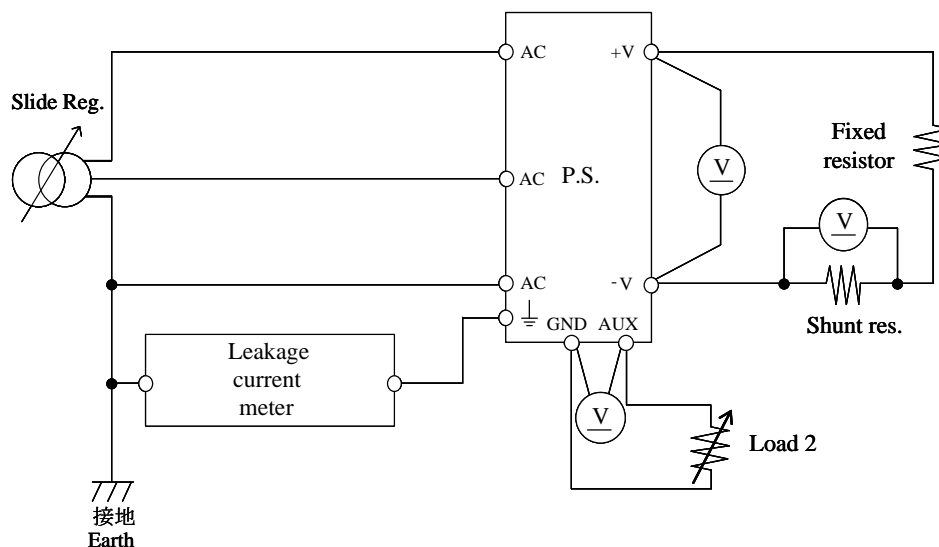 Slide Reg.
AC
AC
AC
P.S.
+V
-V
GND AUX
V
V
V
Fixed
resistor
Shunt res.
Load 2
Leakage
current
meter
接地
Earth